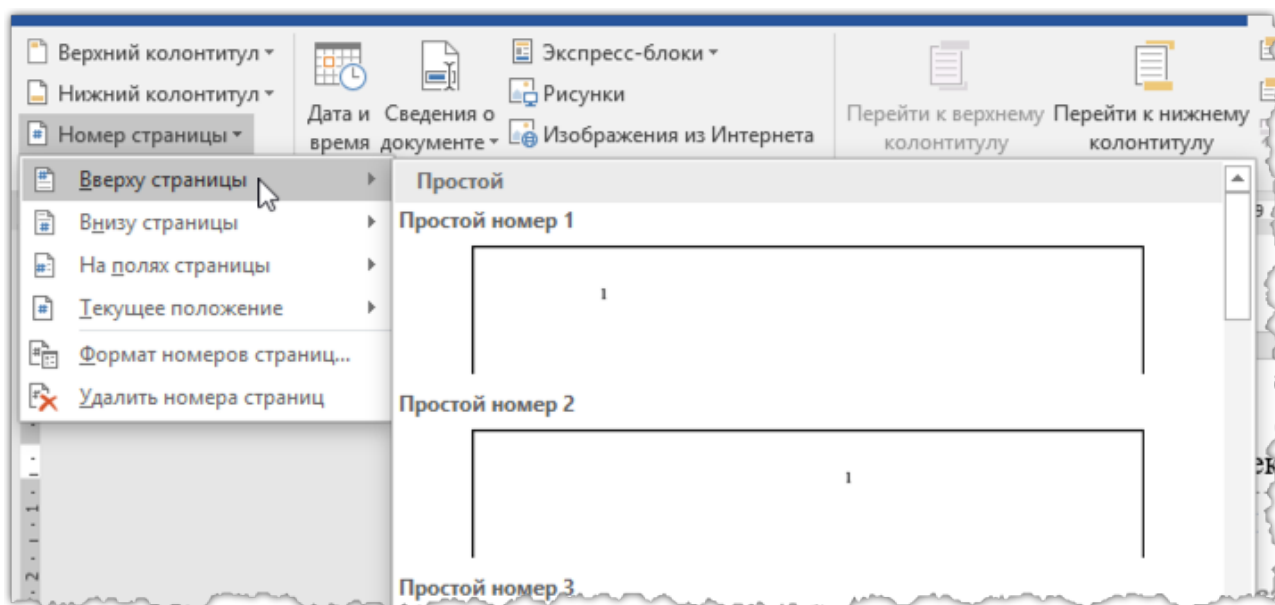 Верхний колонтитул
Нижний колонтитул
Номер страницы
Дата и
время
Сведения о
документе
Экспресс-блоки
Рисунки
Изображения из Интернета
Перейти к верхнему
колонтитулу
Перейти к нижнему
колонтитулу
Вверху страницы
Внизу страницы
На полях страницы
Текущее положение
Формат номеров страниц...
Удалить номера страниц
Простой
Простой номер 1
1
Простой номер 2
1
Простой номер 3
1
2